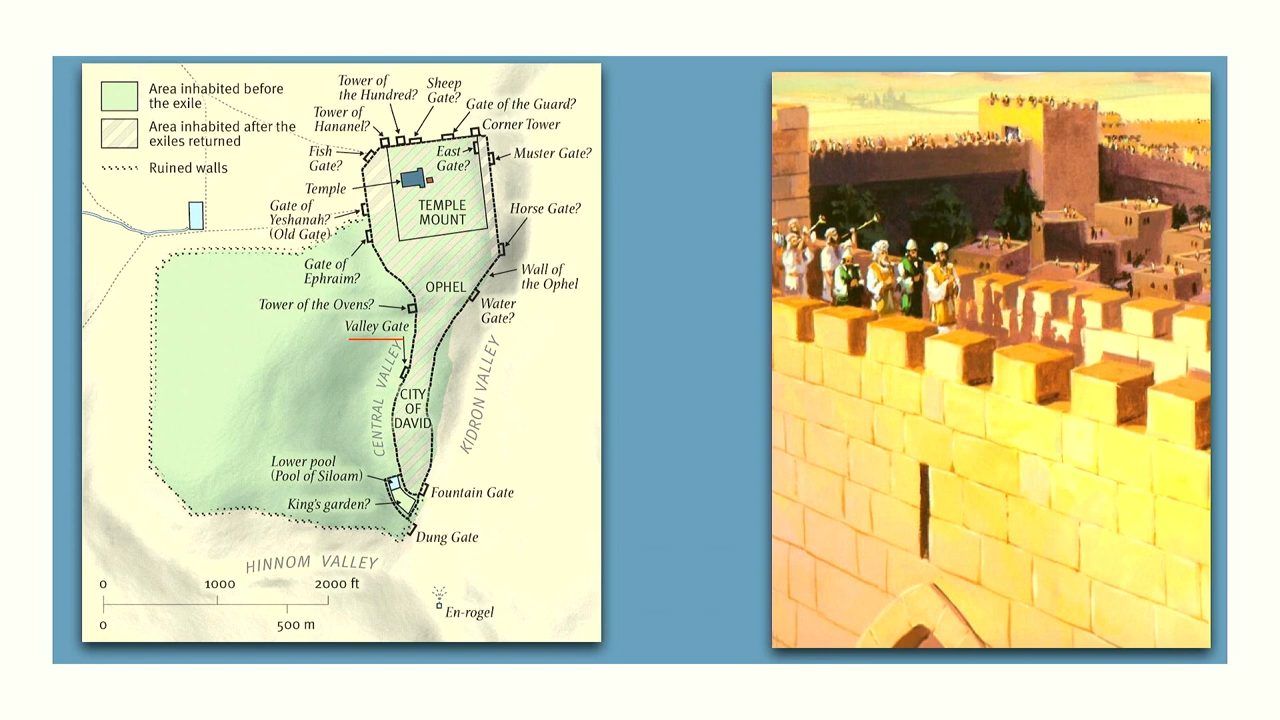 Area inhabited before
the exile
Area inhabited after the
exiles returned
Ruined walls
Tower of
the Hundred?
Sheep
Gate?
Gate of the Guard?
Tower of
Hananel?
Corner Tower
Fish
Gate?
East
Gate?
Muster Gate?
Temple
TEMPLE
MOUNT
Gate of
Yeshanah?
(Old Gate)
Horse Gate?
Gate of
Ephraim?
Wall of
the Ophel
OPHEL
Tower of the Ovens?
Water
Gate?
Valley Gate
CENTRAL VALLEY
KIDRON VALLEY
CITY
OF
DAVID
Lower pool
(Pool of Siloam)
Fountain Gate
King's garden?
Dung Gate
HINNOM VALLEY
0 1000 2000 ft
0 500 m
En-rogel